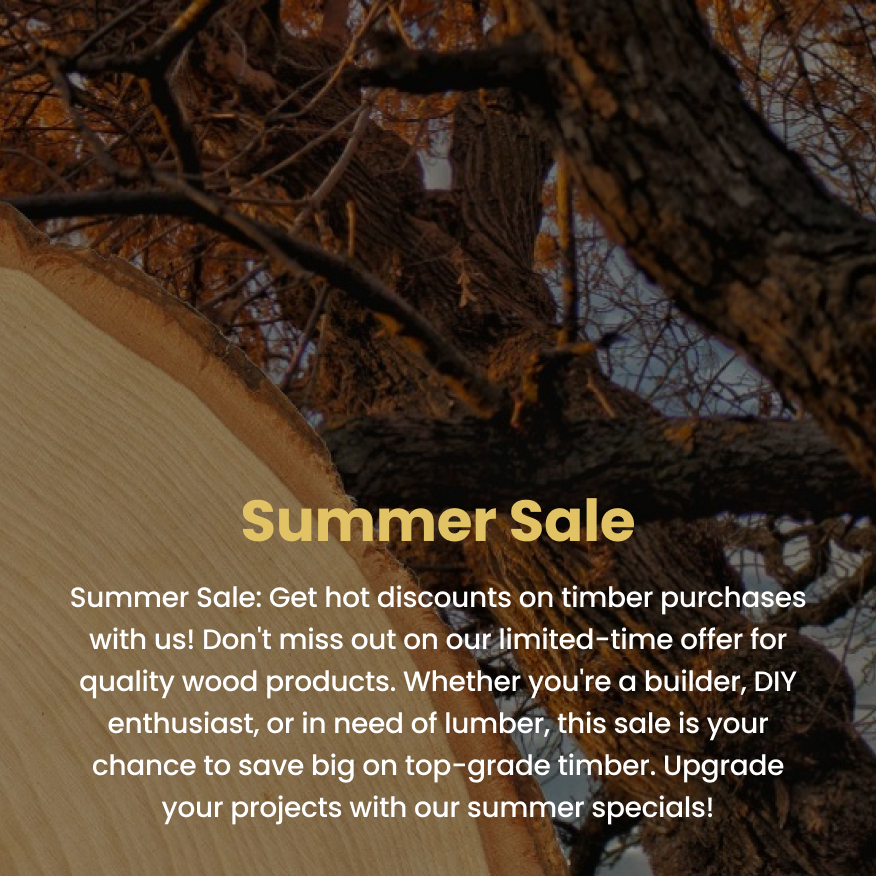 Summer Sale
Summer Sale: Get hot discounts on timber purchases
with us! Don't miss out on our limited-time offer for
quality wood products. Whether you're a builder, DIY
enthusiast, or in need of lumber, this sale is your
chance to save big on top-grade timber. Upgrade
your projects with our summer specials!